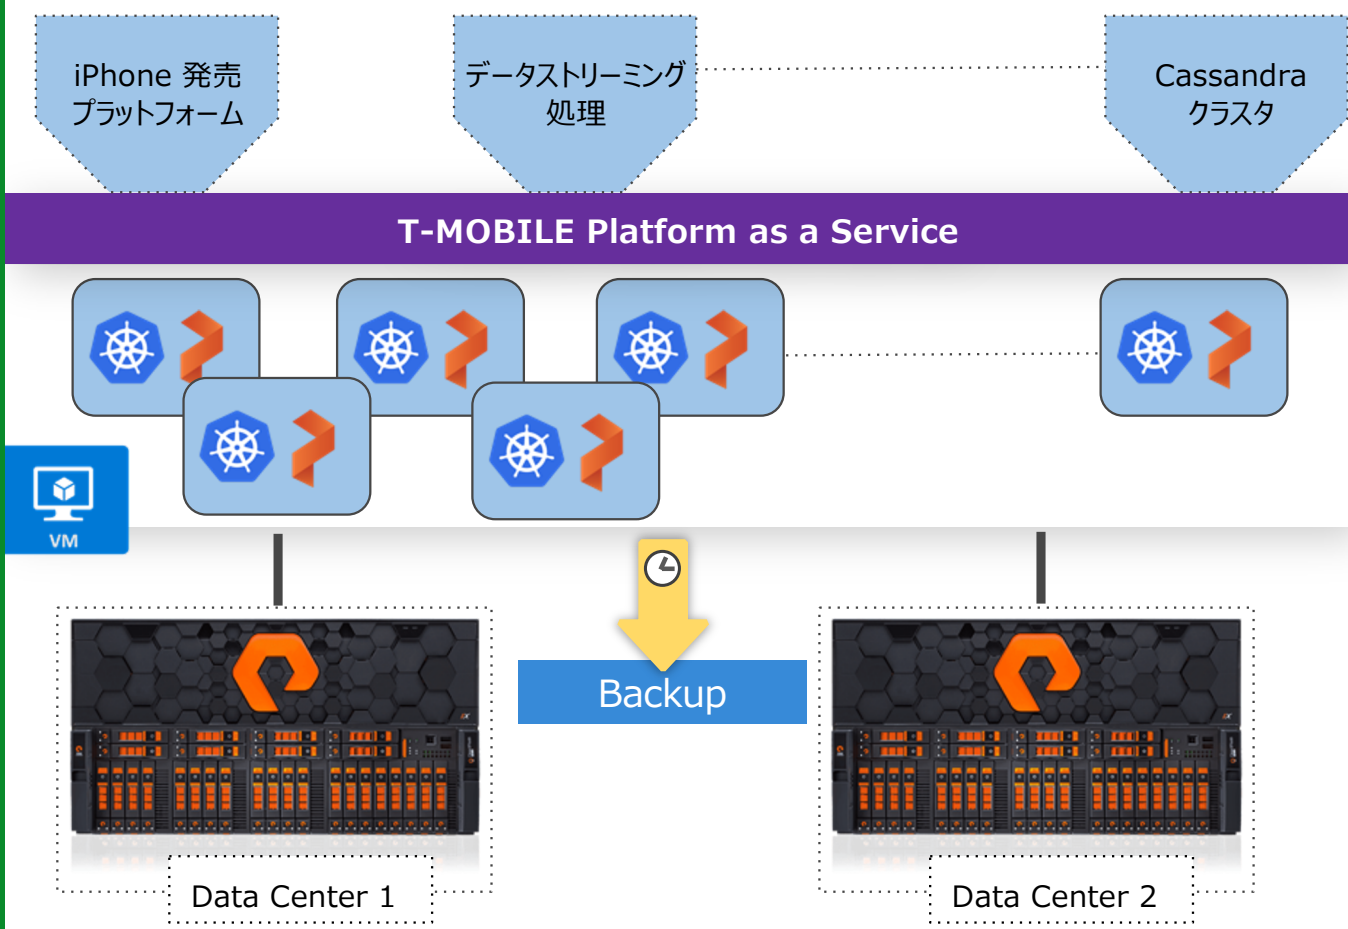 iPhone 発売
プラットフォーム
データストリーミング
処理
Cassandra
クラスタ
T-MOBILE Platform as a Service
VM
Backup
Data Center 1
Data Center 2